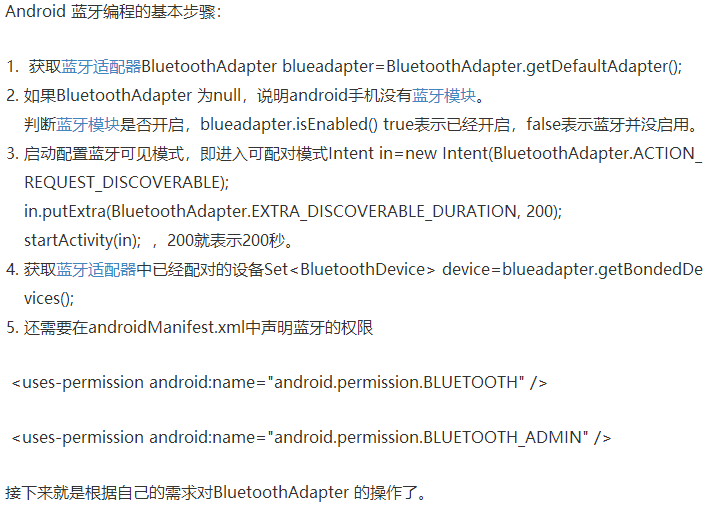 Android 蓝牙编程的基本步骤：
1. 获取蓝牙适配器BluetoothAdapter blueadapter=BluetoothAdapter.getDefaultAdapter();
2. 如果BluetoothAdapter 为null，说明android手机没有蓝牙模块。
判断蓝牙模块是否开启，blueadapter.isEnabled() true表示已经开启，false表示蓝牙并没启用。
3. 启动配置蓝牙可见模式，即进入可配对模式Intent in=new Intent(BluetoothAdapter.ACTION_
REQUEST_DISCOVERABLE);
in.putExtra(BluetoothAdapter.EXTRA_DISCOVERABLE_DURATION, 200);
startActivity(in); ，200就表示200秒。
4. 获取蓝牙适配器中已经配对的设备Set<BluetoothDevice> device=blueadapter.getBondedDe
vices();
5. 还需要在androidManifest.xml中声明蓝牙的权限
<uses-permission android:name="android.permission.BLUETOOTH" />
<uses-permission android:name="android.permission.BLUETOOTH_ADMIN" />
接下来就是根据自己的需求对BluetoothAdapter 的操作了。